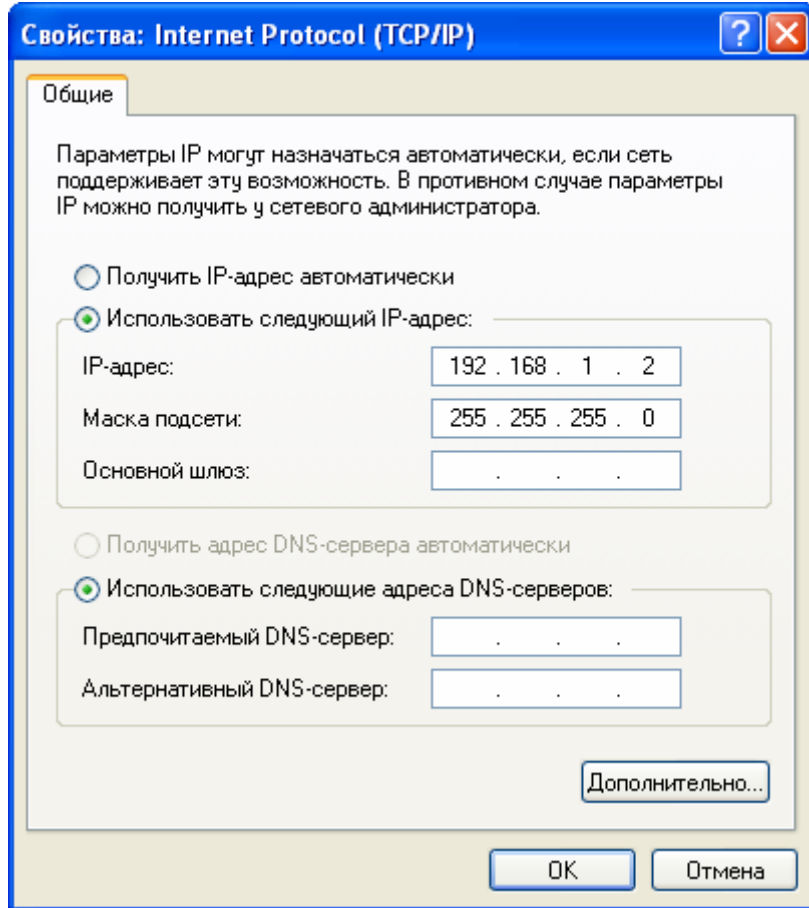 Свойства: Internet Protocol (TCP/IP)
Общие
Параметры IP могут назначаться автоматически, если сеть
поддерживает эту возможность. В противном случае параметры
IP можно получить у сетевого администратора.
Получить IP-адрес автоматически
Использовать следующий IP-адрес:
IP-адрес: 192 . 168 . 1 . 2
Маска подсети: 255 . 255 . 255 . 0
Основной шлюз: . . .
Получить адрес DNS-сервера автоматически
Использовать следующие адреса DNS-серверов:
Предпочитаемый DNS-сервер: . . .
Альтернативный DNS-сервер: . . .
Дополнительно...
OK Отмена